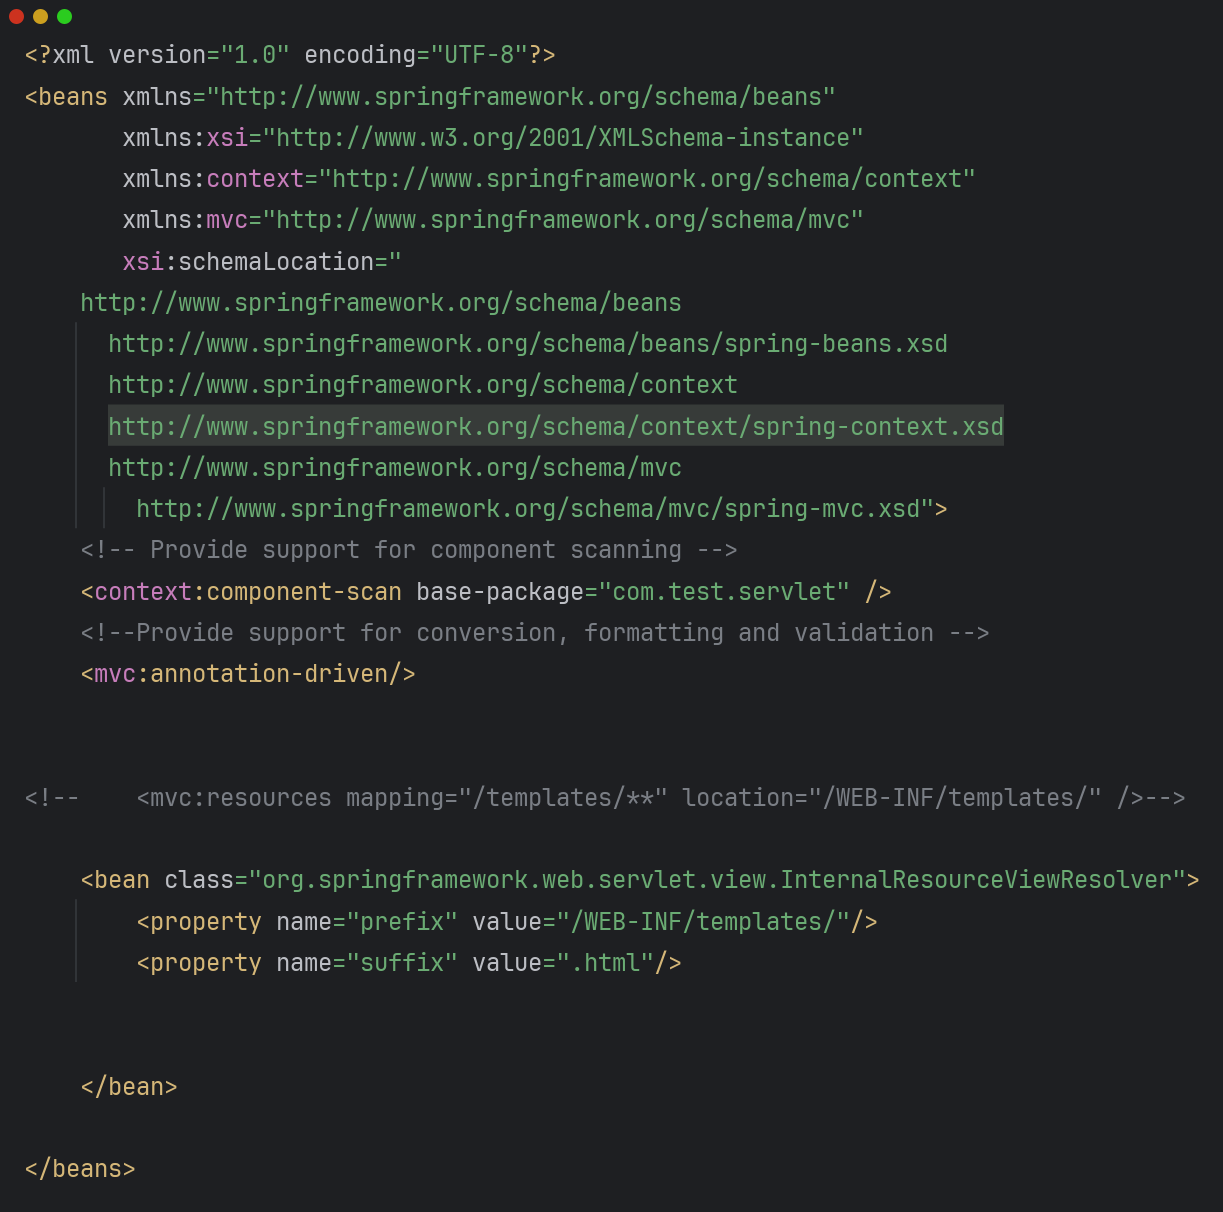 <?xml version="1.0" encoding="UTF-8"?>
<beans xmlns="http://www.springframework.org/schema/beans"
       xmlns:xsi="http://www.w3.org/2001/XMLSchema-instance"
       xmlns:context="http://www.springframework.org/schema/context"
       xmlns:mvc="http://www.springframework.org/schema/mvc"
       xsi:schemaLocation="
    http://www.springframework.org/schema/beans
      http://www.springframework.org/schema/beans/spring-beans.xsd
      http://www.springframework.org/schema/context
      http://www.springframework.org/schema/context/spring-context.xsd
      http://www.springframework.org/schema/mvc
        http://www.springframework.org/schema/mvc/spring-mvc.xsd">
    <!-- Provide support for component scanning -->
    <context:component-scan base-package="com.test.servlet" />
    <!--Provide support for conversion, formatting and validation -->
    <mvc:annotation-driven/>
<!--    <mvc:resources mapping="/templates/**" location="/WEB-INF/templates/" />-->
    <bean class="org.springframework.web.servlet.view.InternalResourceViewResolver">
        <property name="prefix" value="/WEB-INF/templates/"/>
        <property name="suffix" value=".html"/>
    </bean>
</beans>